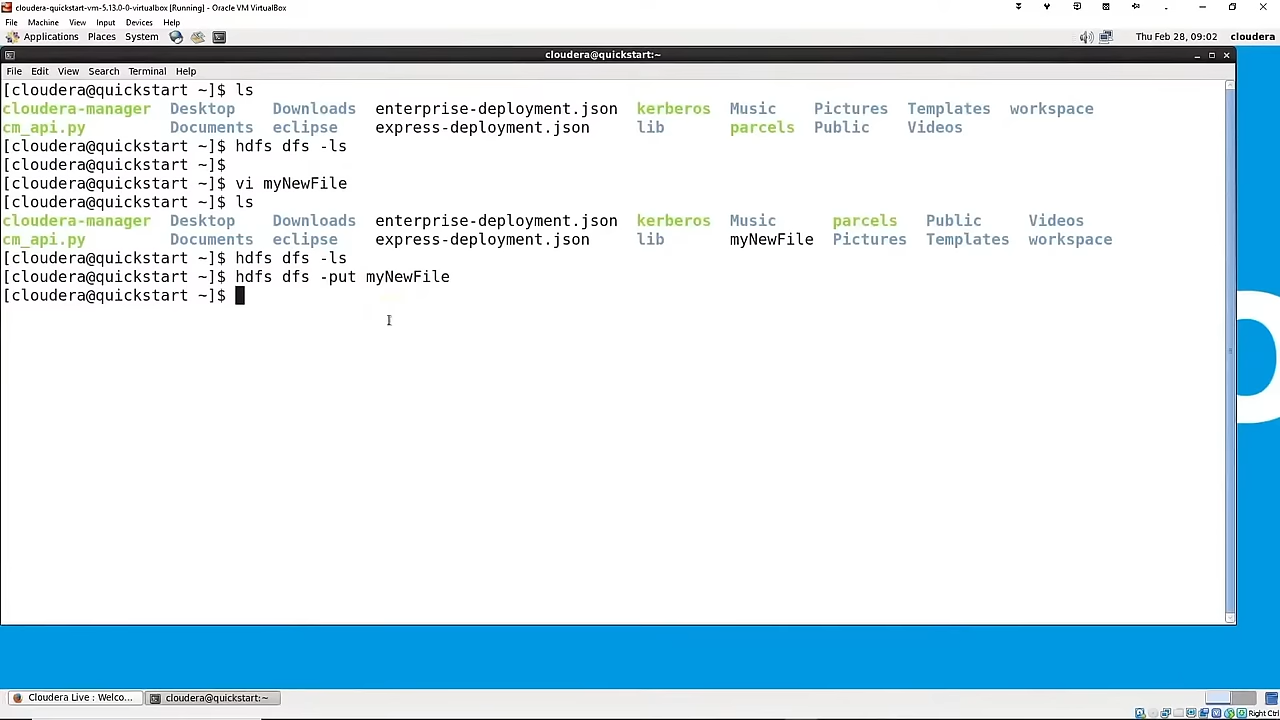 cloudera-quickstart-vm-5.13.0-0-virtualbox [Running] - Oracle VM VirtualBox
File Machine View Input Devices Help
Applications Places System Thu Feb 28, 09:02 cloudera
cloudera@quickstart:~
File Edit View Search Terminal Help
[cloudera@quickstart ~]$ ls
cloudera-manager Desktop Downloads enterprise-deployment.json kerberos Music Pictures Templates workspace
cm_api.py Documents eclipse express-deployment.json lib parcels Public Videos
[cloudera@quickstart ~]$ hdfs dfs -ls
[cloudera@quickstart ~]$
[cloudera@quickstart ~]$ vi myNewFile
[cloudera@quickstart ~]$ ls
cloudera-manager Desktop Downloads enterprise-deployment.json kerberos Music parcels Public Videos
cm_api.py Documents eclipse express-deployment.json lib myNewFile Pictures Templates workspace
[cloudera@quickstart ~]$ hdfs dfs -ls
[cloudera@quickstart ~]$ hdfs dfs -put myNewFile
[cloudera@quickstart ~]$
Cloudera Live : Welco... cloudera@quickstart:~
Right Ctrl